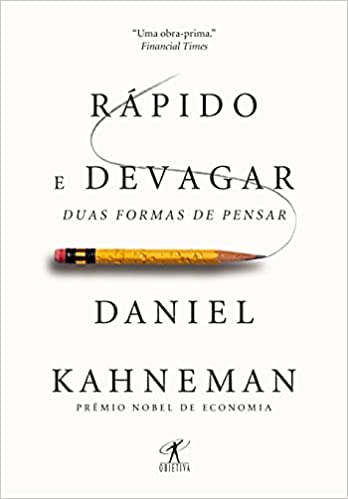 “Uma obra-prima.”
Financial Times
RÁPIDO
E DEVAGAR
DUAS FORMAS DE PENSAR
DANIEL
KAHNEMAN
PRÊMIO NOBEL DE ECONOMIA
OBJETIVA